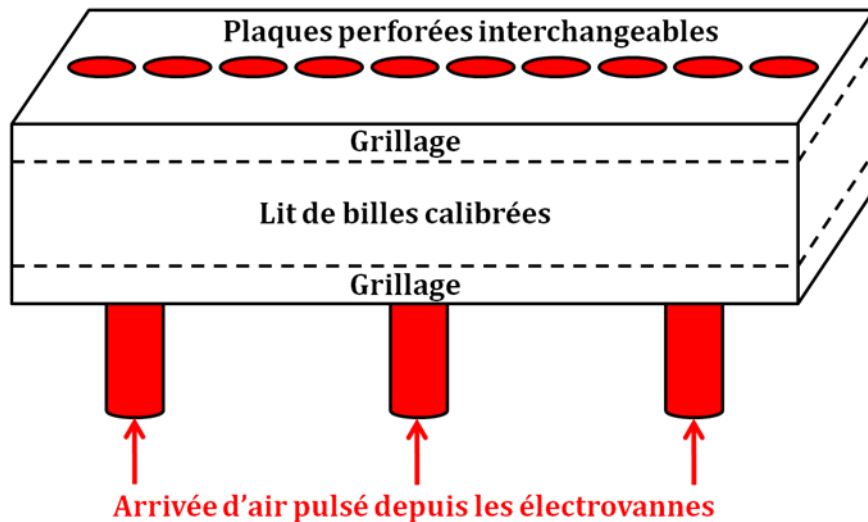 Plaques perforées interchangeables
Grillage
Lit de billes calibrées
Grillage
Arrivée d'air pulsé depuis les électrovannes